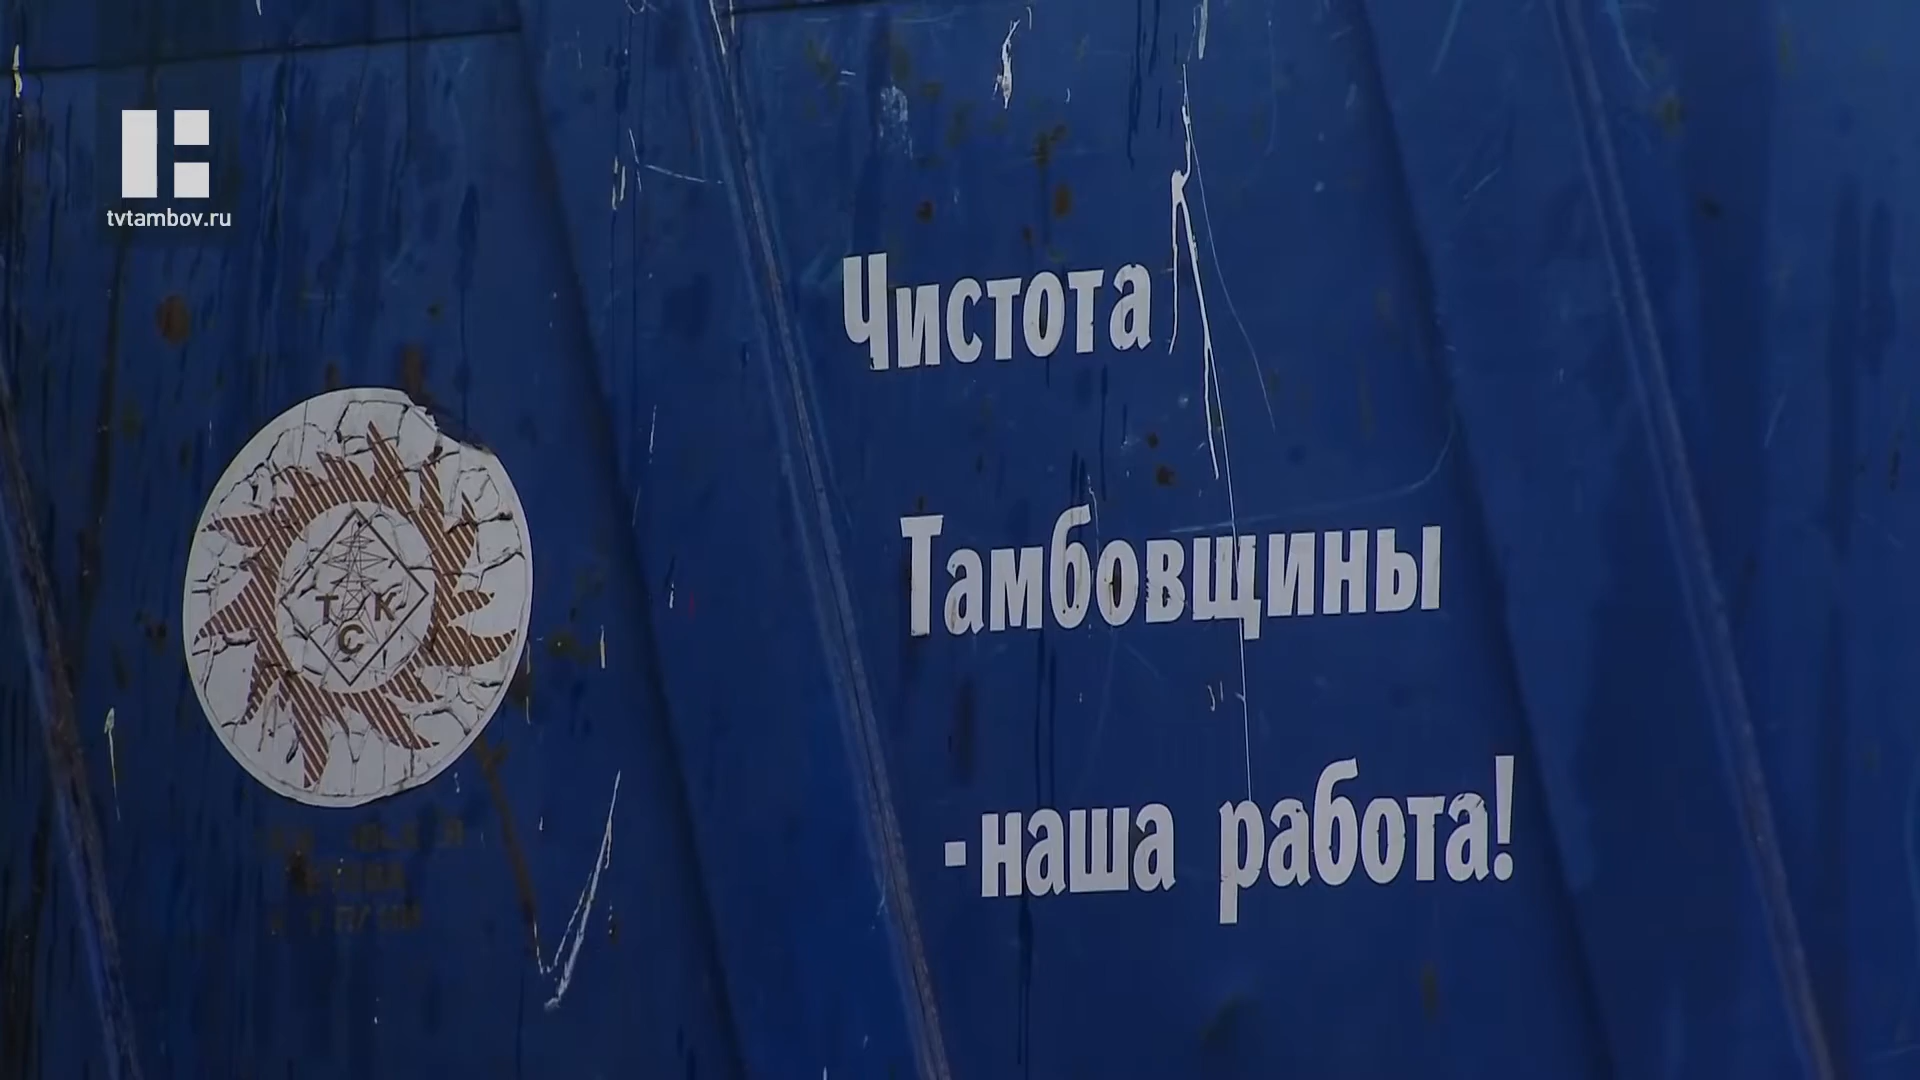 tvtambov.ru
Чистота
Тамбовщины
-наша работа!
Т К
С